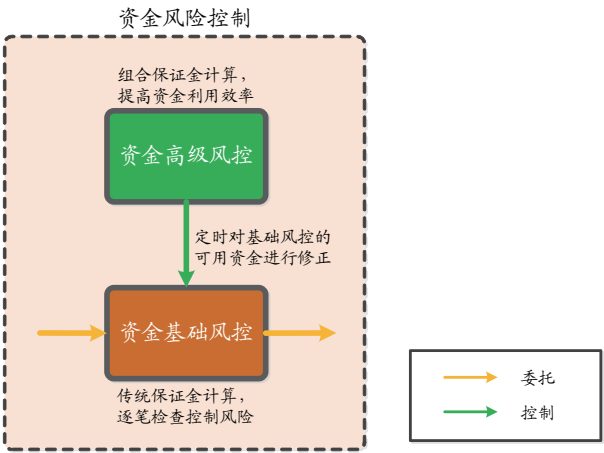 资金风险控制
组合保证金计算，
提高资金利用效率
资金高级风控
定时对基础风控的
可用资金进行修正
资金基础风控
传统保证金计算，
逐笔检查控制风险
委托
控制